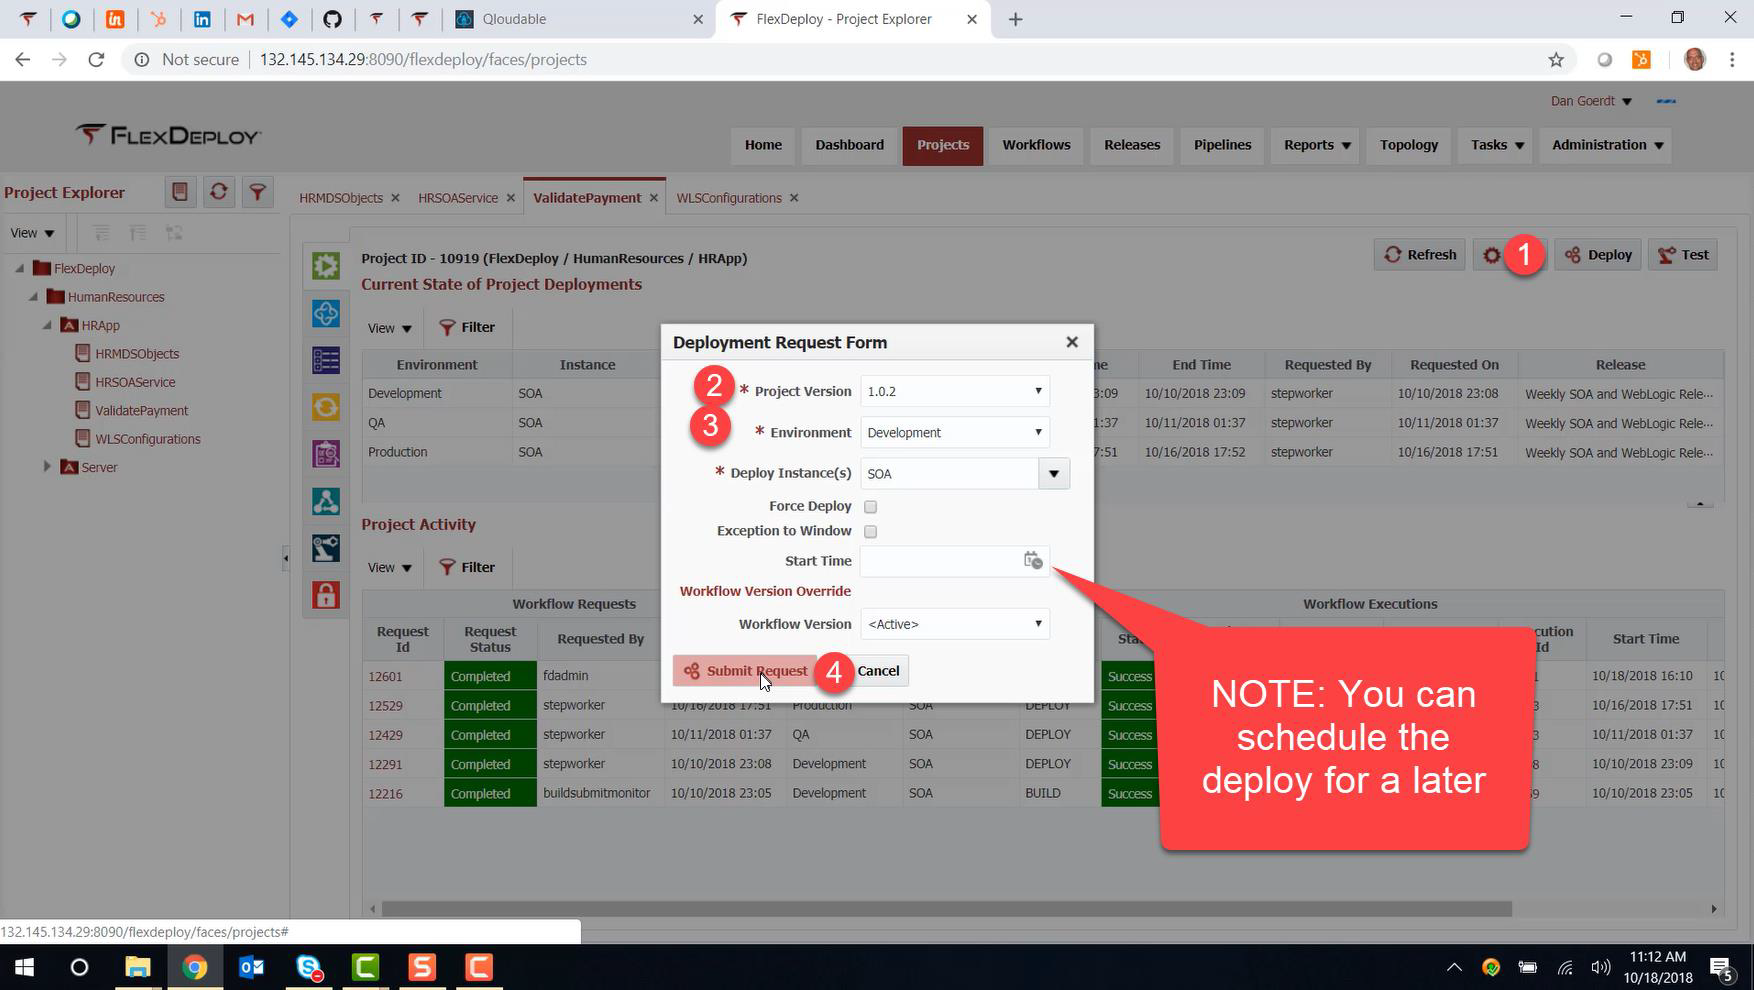 Qloudable
FlexDeploy - Project Explorer
Not secure
132.145.134.29:8090/flexdeploy/faces/projects
Dan Goerdt
FLEXDEPLOY
Home
Dashboard
Projects
Workflows
Releases
Pipelines
Reports
Topology
Tasks
Administration
Project Explorer
HRMDSObjects
HRSOAService
ValidatePayment
WLSConfigurations
View
FlexDeploy
HumanResources
HRApp
HRMDSObjects
HRSOAService
ValidatePayment
WLSConfigurations
Server
Project ID - 10919 (FlexDeploy / HumanResources / HRApp)
Refresh
1
Deploy
Test
Current State of Project Deployments
View
Filter
Environment
Instance
End Time
Requested By
Requested On
Release
Development SOA 3:09 10/10/2018 23:09 stepworker 10/10/2018 23:08 Weekly SOA and WebLogic Rele...
QA SOA 1:37 10/11/2018 01:37 stepworker 10/11/2018 01:37 Weekly SOA and WebLogic Rele...
Production SOA 7:51 10/16/2018 17:52 stepworker 10/16/2018 17:51 Weekly SOA and WebLogic Rele...
Deployment Request Form
2 * Project Version 1.0.2
3 * Environment Development
* Deploy Instance(s) SOA
Force Deploy
Exception to Window
Start Time
Workflow Version Override
Workflow Version <Active>
Submit Request 4 Cancel
Project Activity
View
Filter
Workflow Requests
Workflow Executions
Request Id
Request Status
Requested By
Start Time
12601 Completed fdadmin Success 10/18/2018 16:10
12529 Completed stepworker 10/16/2018 17:51 Production SOA DEPLOY Success 10/16/2018 17:51
12429 Completed stepworker 10/11/2018 01:37 QA SOA DEPLOY Success 10/11/2018 01:37
12291 Completed stepworker 10/10/2018 23:08 Development SOA DEPLOY Success 10/10/2018 23:09
12216 Completed buildsubmitmonitor 10/10/2018 23:05 Development SOA BUILD Success 10/10/2018 23:05
NOTE: You can
schedule the
deploy for a later
132.145.134.29:8090/flexdeploy/faces/projects#
11:12 AM
10/18/2018
5